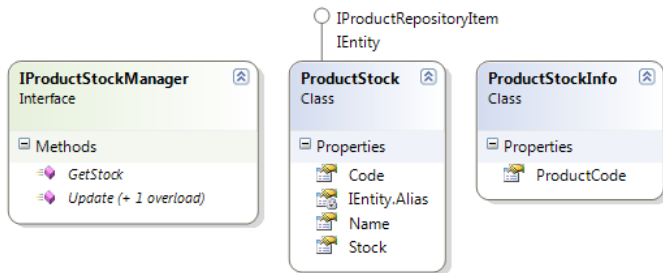 IProductRepositoryItem
IEntity
IProductStockManager
Interface
Methods
GetStock
Update (+ 1 overload)
ProductStock
Class
Properties
Code
IEntity.Alias
Name
Stock
ProductStockInfo
Class
Properties
ProductCode